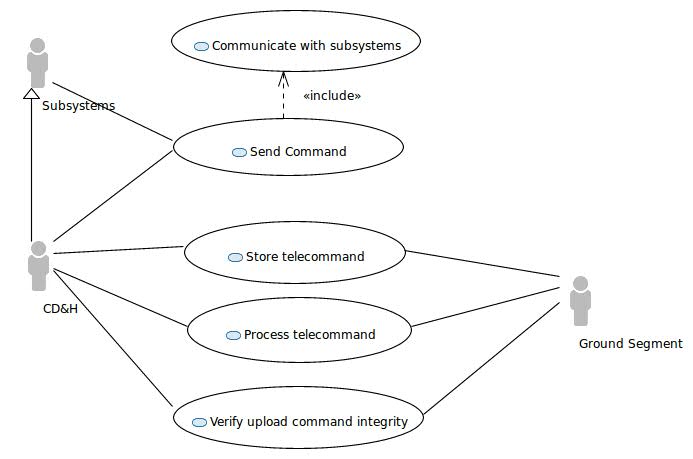 Communicate with subsystems
«include»
Subsystems
Send Command
Store telecommand
CD&H
Process telecommand
Ground Segment
Verify upload command integrity